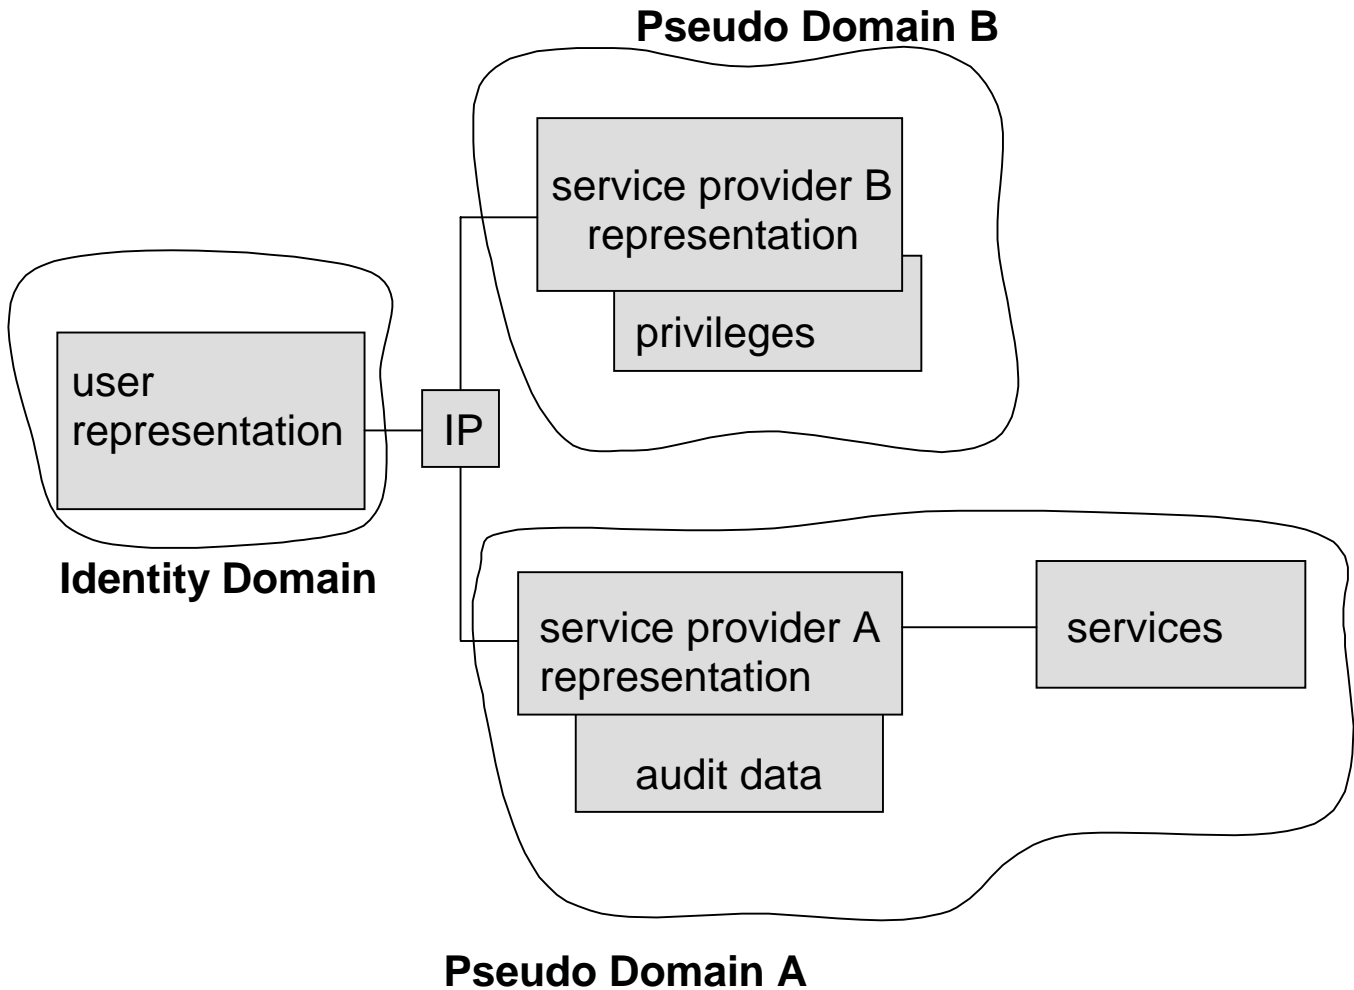 Pseudo Domain B
service provider B
representation
privileges
user
representation
IP
Identity Domain
service provider A
representation
services
audit data
Pseudo Domain A